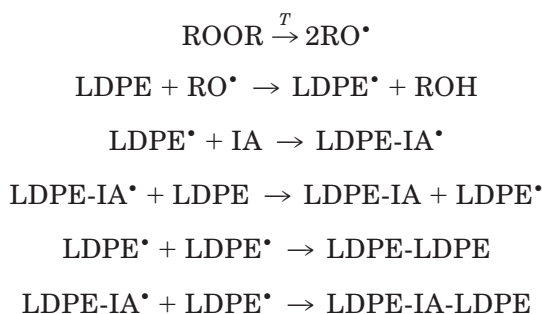 ROOR T→ 2RO•
LDPE + RO• → LDPE• + ROH
LDPE• + IA → LDPE-IA•
LDPE-IA• + LDPE → LDPE-IA + LDPE•
LDPE• + LDPE• → LDPE-LDPE
LDPE-IA• + LDPE• → LDPE-IA-LDPE